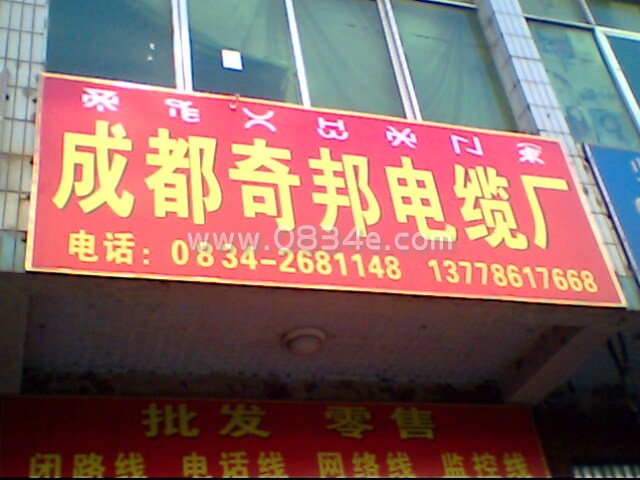 成都奇邦电缆厂
电话：0834-2681148 13778617668
www.0834e.com
批发 零售
闭路线 电话线 网络线 监控线